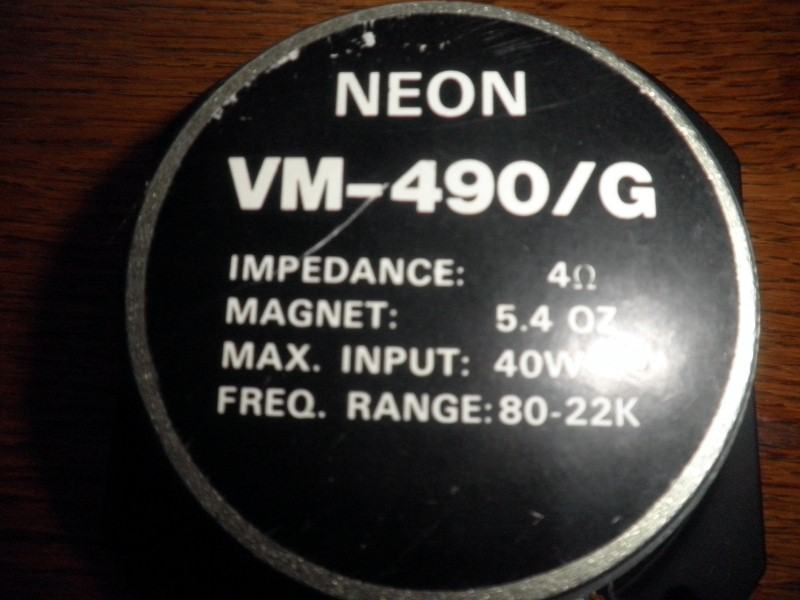 NEON
VM-490/G
IMPEDANCE: 4Ω
MAGNET: 5.4 OZ
MAX. INPUT: 40W
FREQ. RANGE: 80-22K